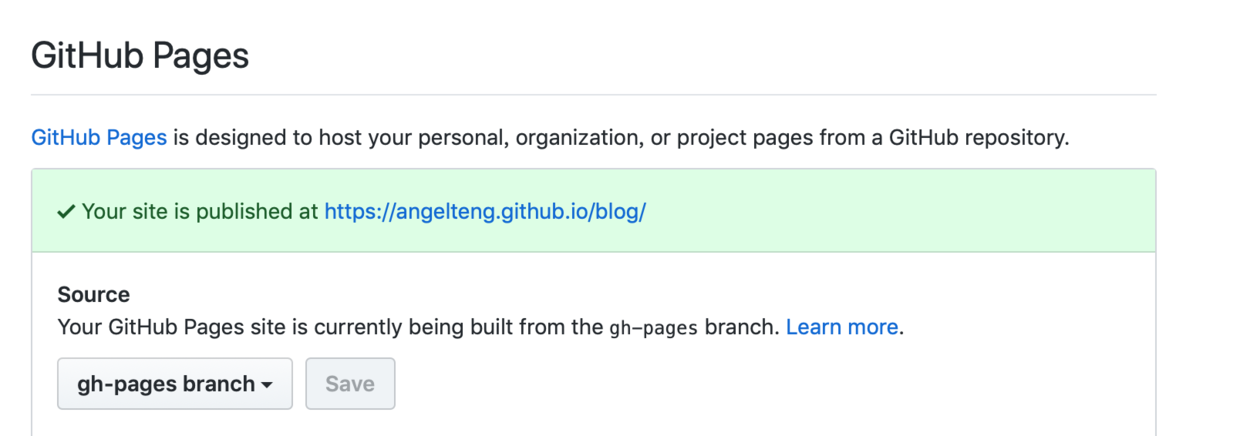 GitHub Pages
GitHub Pages is designed to host your personal, organization, or project pages from a GitHub repository.
✓ Your site is published at https://angelteng.github.io/blog/
Source
Your GitHub Pages site is currently being built from the gh-pages branch. Learn more.
gh-pages branch Save